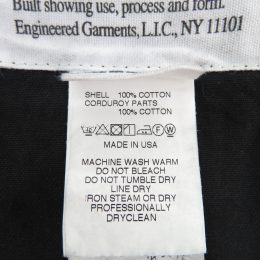 Built showing use, process and form.
Engineered Garments, L.I.C., NY 11101
SHELL 100% COTTON
CORDUROY PARTS
100% COTTON
MADE IN USA
MACHINE WASH WARM
DO NOT BLEACH
DO NOT TUMBLE DRY
LINE DRY
IRON STEAM OR DRY
PROFESSIONALLY
DRYCLEAN